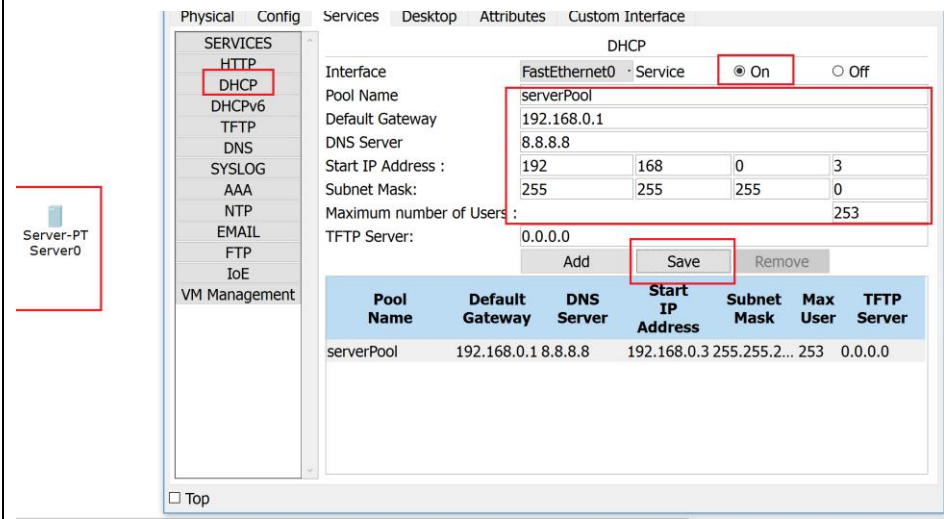 Physical Config Services Desktop Attributes Custom Interface
SERVICES
HTTP
DHCP
DHCPv6
TFTP
DNS
SYSLOG
AAA
NTP
EMAIL
FTP
IoE
VM Management
DHCP
Interface FastEthernet0 Service On Off
Pool Name serverPool
Default Gateway 192.168.0.1
DNS Server 8.8.8.8
Start IP Address : 192 168 0 3
Subnet Mask: 255 255 255 0
Maximum number of Users : 253
TFTP Server: 0.0.0.0
Add Save Remove
Pool Name Default Gateway DNS Server Start IP Address Subnet Mask Max User TFTP Server
serverPool 192.168.0.1 8.8.8.8 192.168.0.3 255.255.2... 253 0.0.0.0
Top
Server-PT
Server0